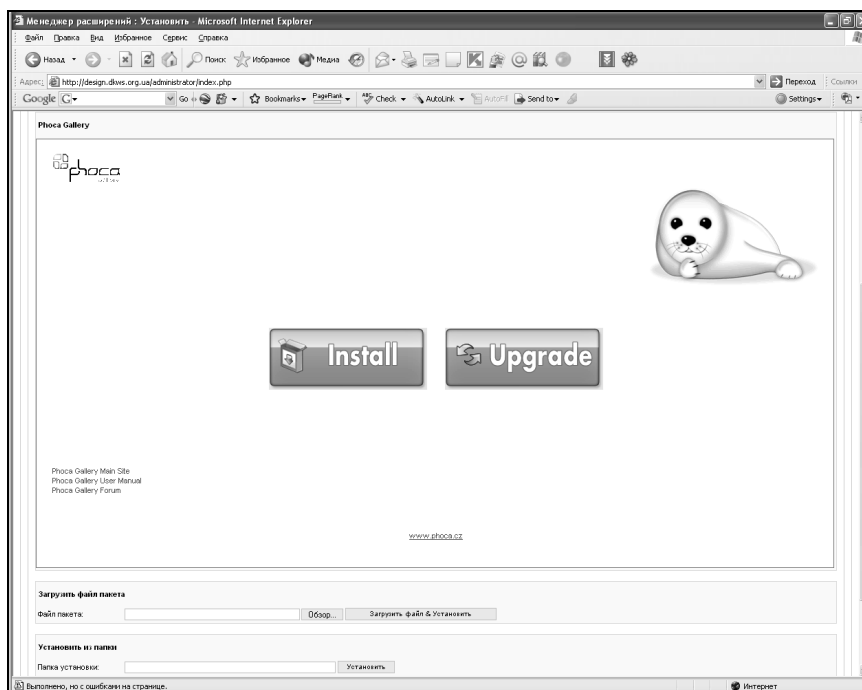 Менеджер расширений : Установить - Microsoft Internet Explorer
Файл Правка Вид Избранное Сервис Справка
Назад Поиск Избранное Медиа
Адрес: http://design.dkws.org.ua/administrator/index.php Переход Ссылки
Google Go Bookmarks PageRank Check AutoLink AutoFill Send to Settings
Phoca Gallery
phoca
Install Upgrade
Phoca Gallery Main Site
Phoca Gallery User Manual
Phoca Gallery Forum
www.phoca.cz
Загрузить файл пакета
Файл пакета: Обзор... Загрузить файл & Установить
Установить из папки
Папка установки: Установить
Выполнено, но с ошибками на странице. Интернет